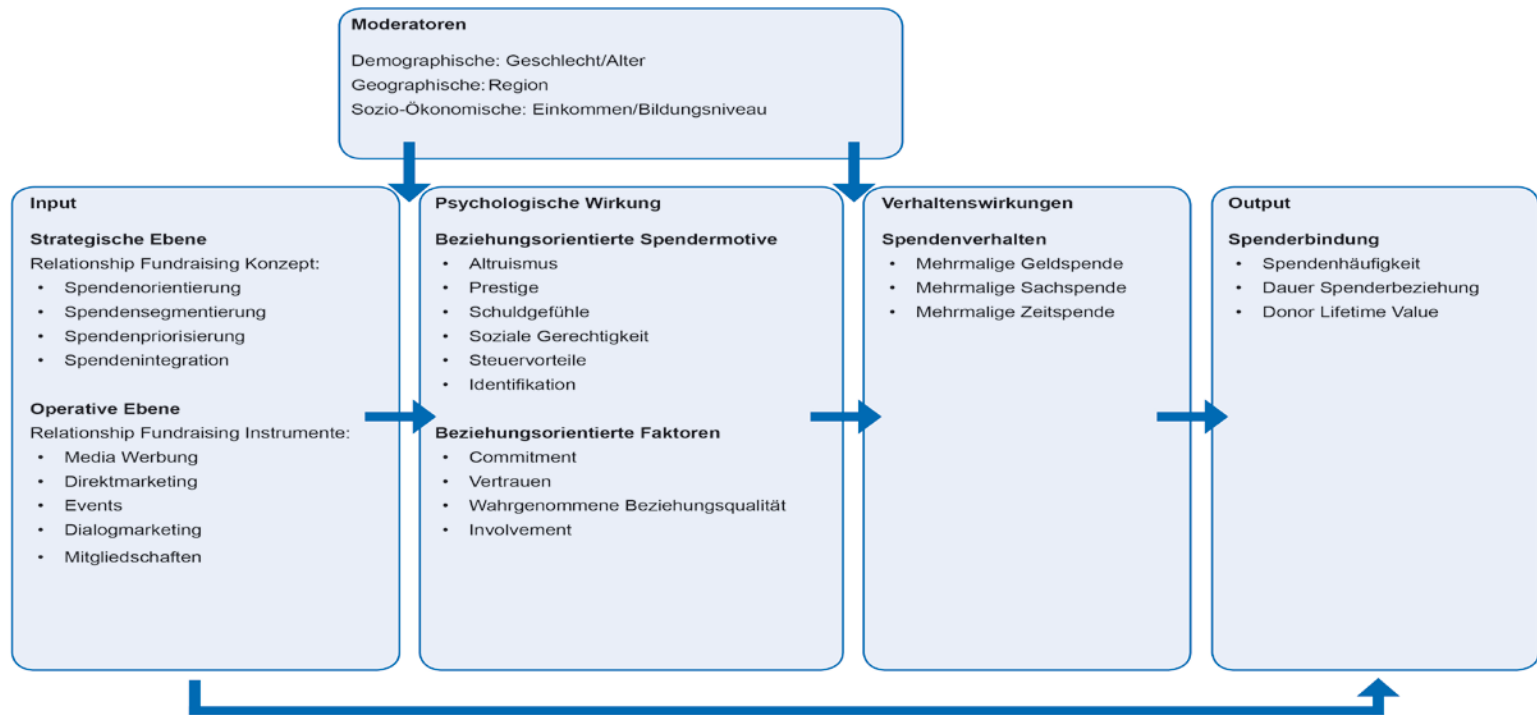 Moderatoren
Demographische: Geschlecht/Alter
Geographische: Region
Sozio-Ökonomische: Einkommen/Bildungsniveau
Input
Strategische Ebene
Relationship Fundraising Konzept:
• Spendenorientierung
• Spendensegmentierung
• Spendenpriorisierung
• Spendenintegration
Operative Ebene
Relationship Fundraising Instrumente:
• Media Werbung
• Direktmarketing
• Events
• Dialogmarketing
• Mitgliedschaften
Psychologische Wirkung
Beziehungsorientierte Spendermotive
• Altruismus
• Prestige
• Schuldgefühle
• Soziale Gerechtigkeit
• Steuervorteile
• Identifikation
Beziehungsorientierte Faktoren
• Commitment
• Vertrauen
• Wahrgenommene Beziehungsqualität
• Involvement
Verhaltenswirkungen
Spendenverhalten
• Mehrmalige Geldspende
• Mehrmalige Sachspende
• Mehrmalige Zeitspende
Output
Spenderbindung
• Spendenhäufigkeit
• Dauer Spenderbeziehung
• Donor Lifetime Value